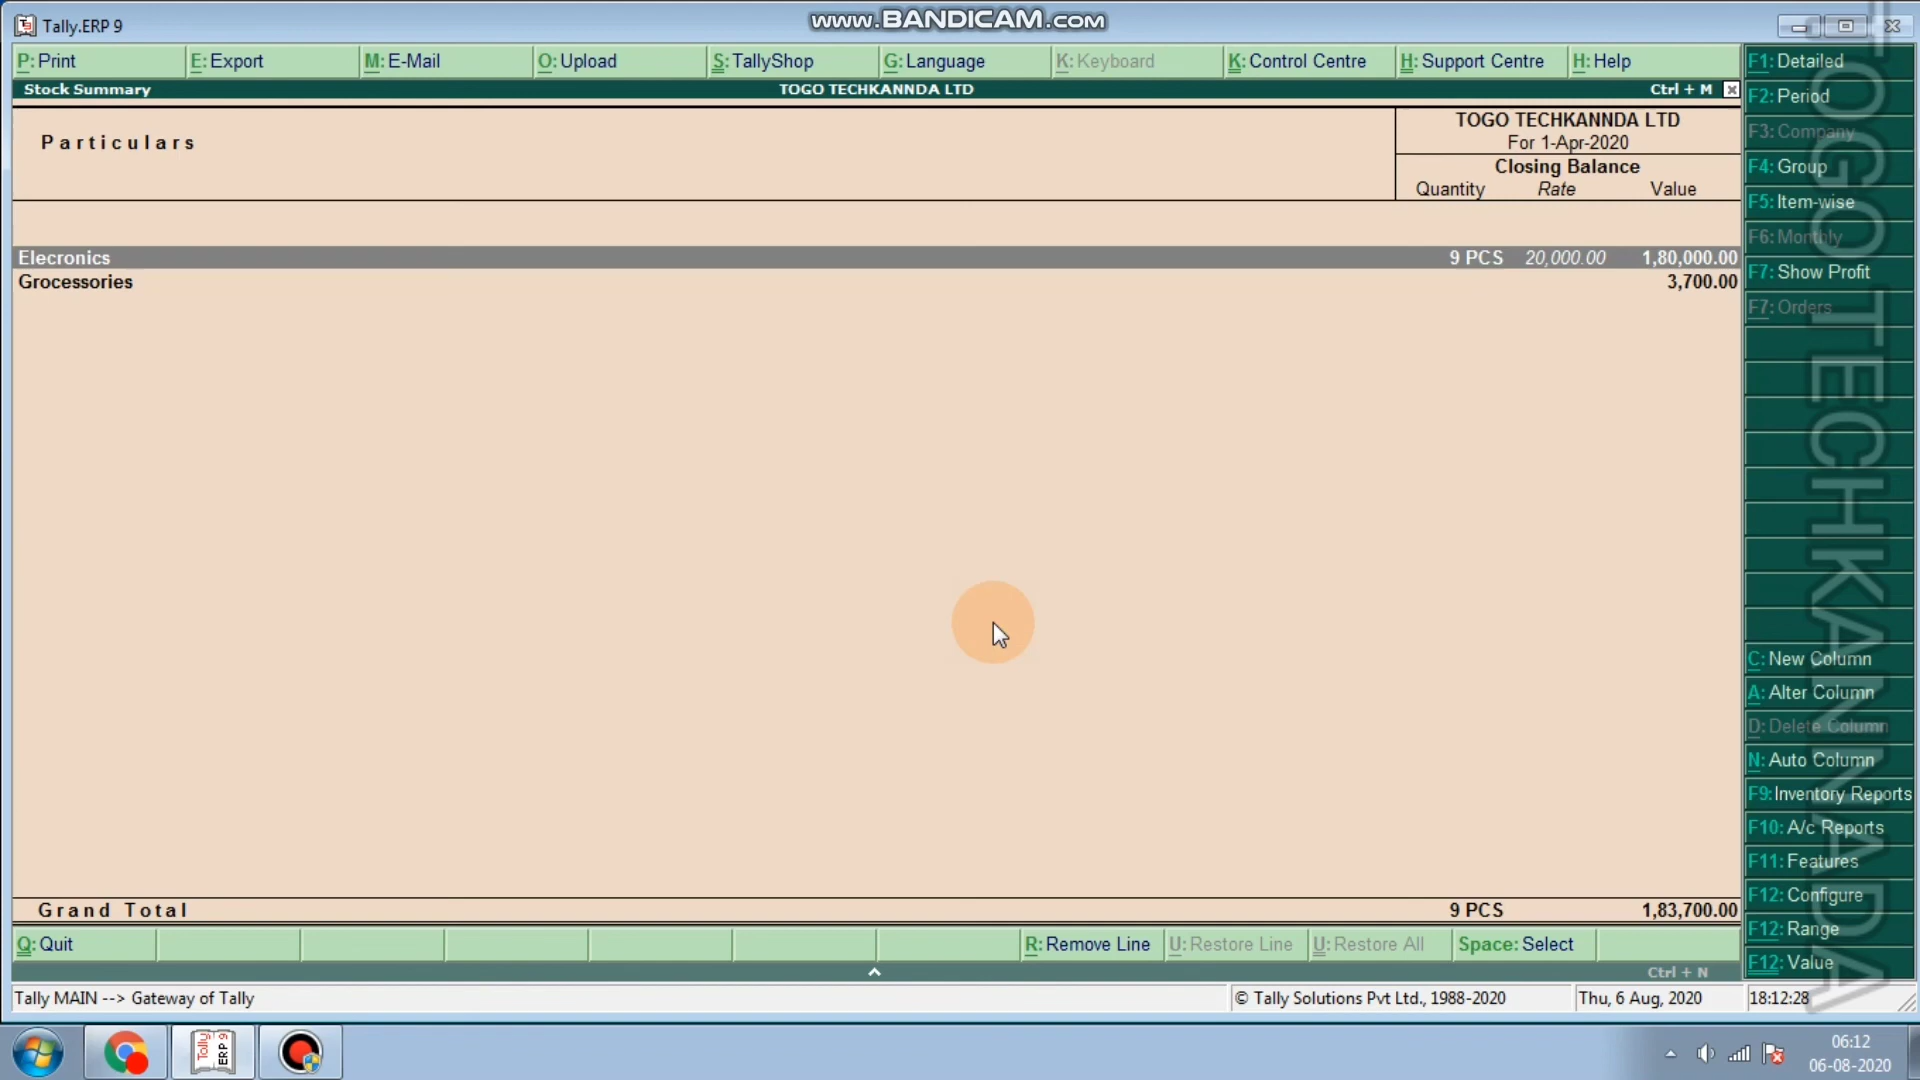 Tally.ERP 9
www.BANDICAM.com
P: Print E: Export M: E-Mail O: Upload S: TallyShop G: Language K: Keyboard K: Control Centre H: Support Centre H: Help
Stock Summary TOGO TECHKANNDA LTD Ctrl + M
Particulars
TOGO TECHKANNDA LTD
For 1-Apr-2020
Closing Balance
Quantity Rate Value
Elecronics 9 PCS 20,000.00 1,80,000.00
Grocessories 3,700.00
Grand Total 9 PCS 1,83,700.00
Q: Quit R: Remove Line U: Restore Line U: Restore All Space: Select
Ctrl + N
Tally MAIN --> Gateway of Tally © Tally Solutions Pvt Ltd., 1988-2020 Thu, 6 Aug, 2020 18:12:28
F1: Detailed
F2: Period
F3: Company
F4: Group
F5: Item-wise
F6: Monthly
F7: Show Profit
F7: Orders
C: New Column
A: Alter Column
D: Delete Column
N: Auto Column
F9: Inventory Reports
F10: A/c Reports
F11: Features
F12: Configure
F12: Range
F12: Value
TOGO TECHKANNADA
Tally
ERP 9
06:12
06-08-2020